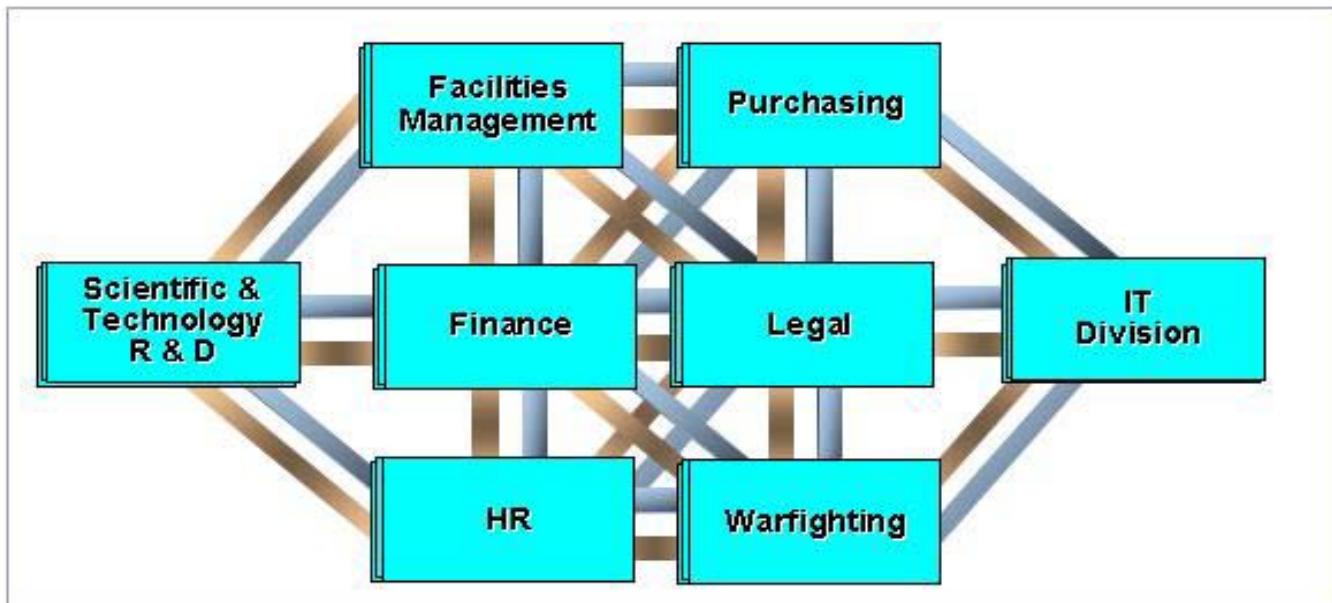 Facilities
Management
Purchasing
Scientific &
Technology
R & D
Finance
Legal
IT
Division
HR
Warfighting